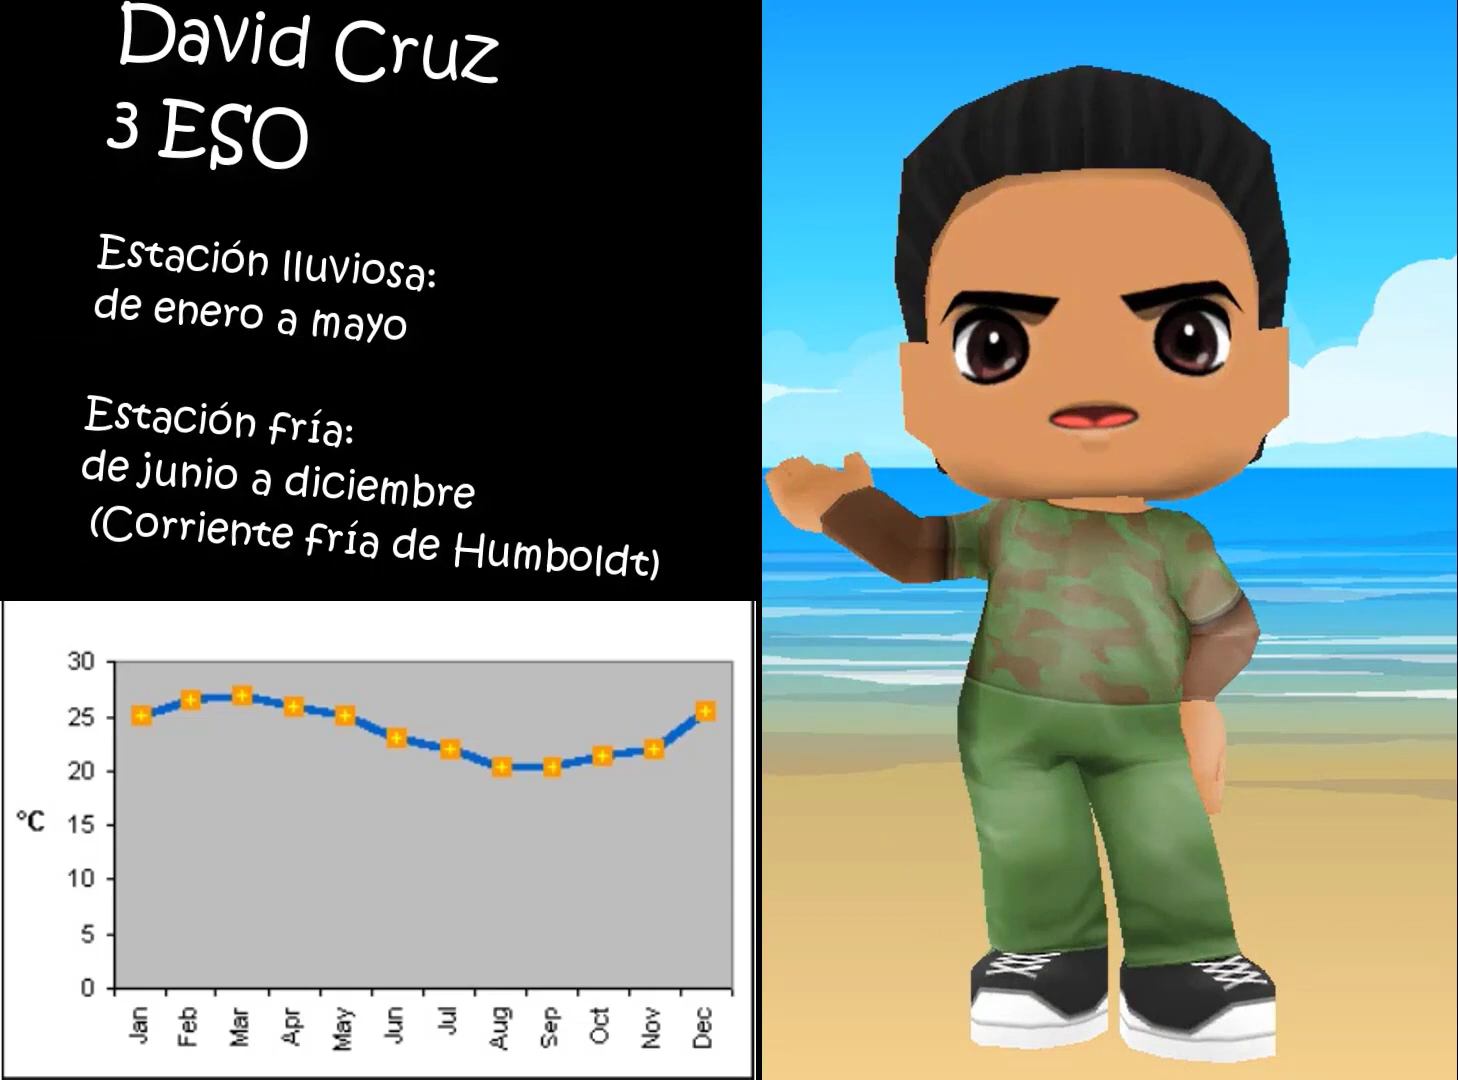 David Cruz
3 ESO
Estación lluviosa:
de enero a mayo
Estación fría:
de junio a diciembre
(Corriente fría de Humboldt)
30
25
20
15
10
5
0
°C
Jan
Feb
Mar
Apr
May
Jun
Jul
Aug
Sep
Oct
Nov
Dec